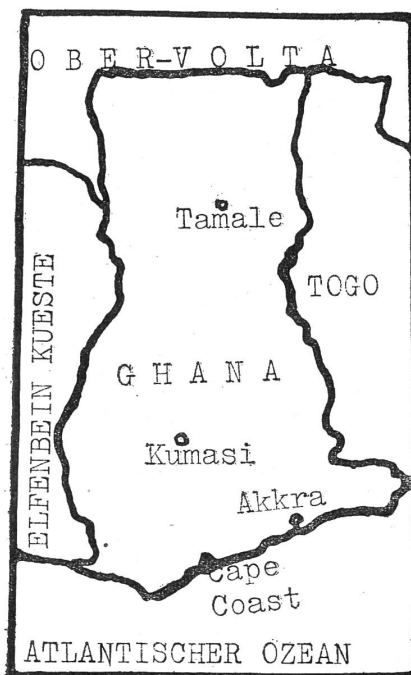 OBER-VOLTA
Tamale
TOGO
ELFENBEIN KUESTE
GHANA
Kumasi
Akkra
Cape
Coast
ATLANTISCHER OZEAN